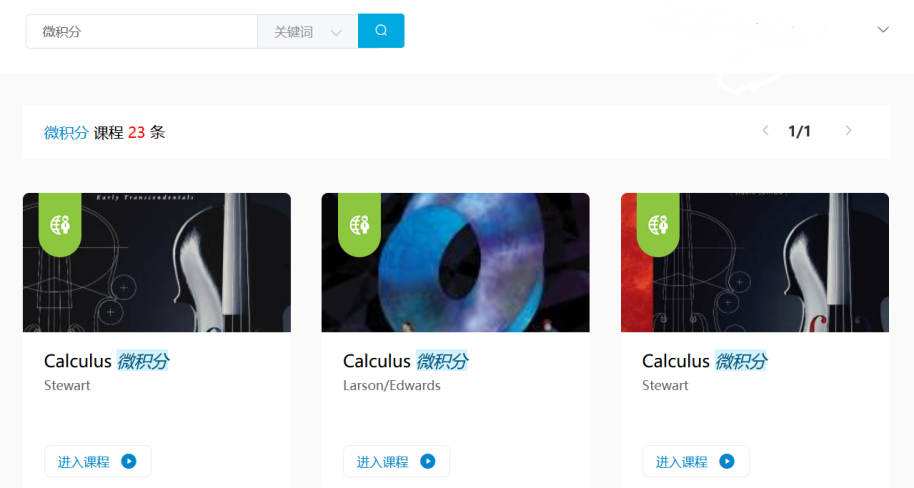 微积分 关键词
微积分 课程 23 条 1/1
Early Transcendentals
Calculus 微积分
Stewart
进入课程
Calculus 微积分
Larson/Edwards
进入课程
Calculus 微积分
Stewart
进入课程